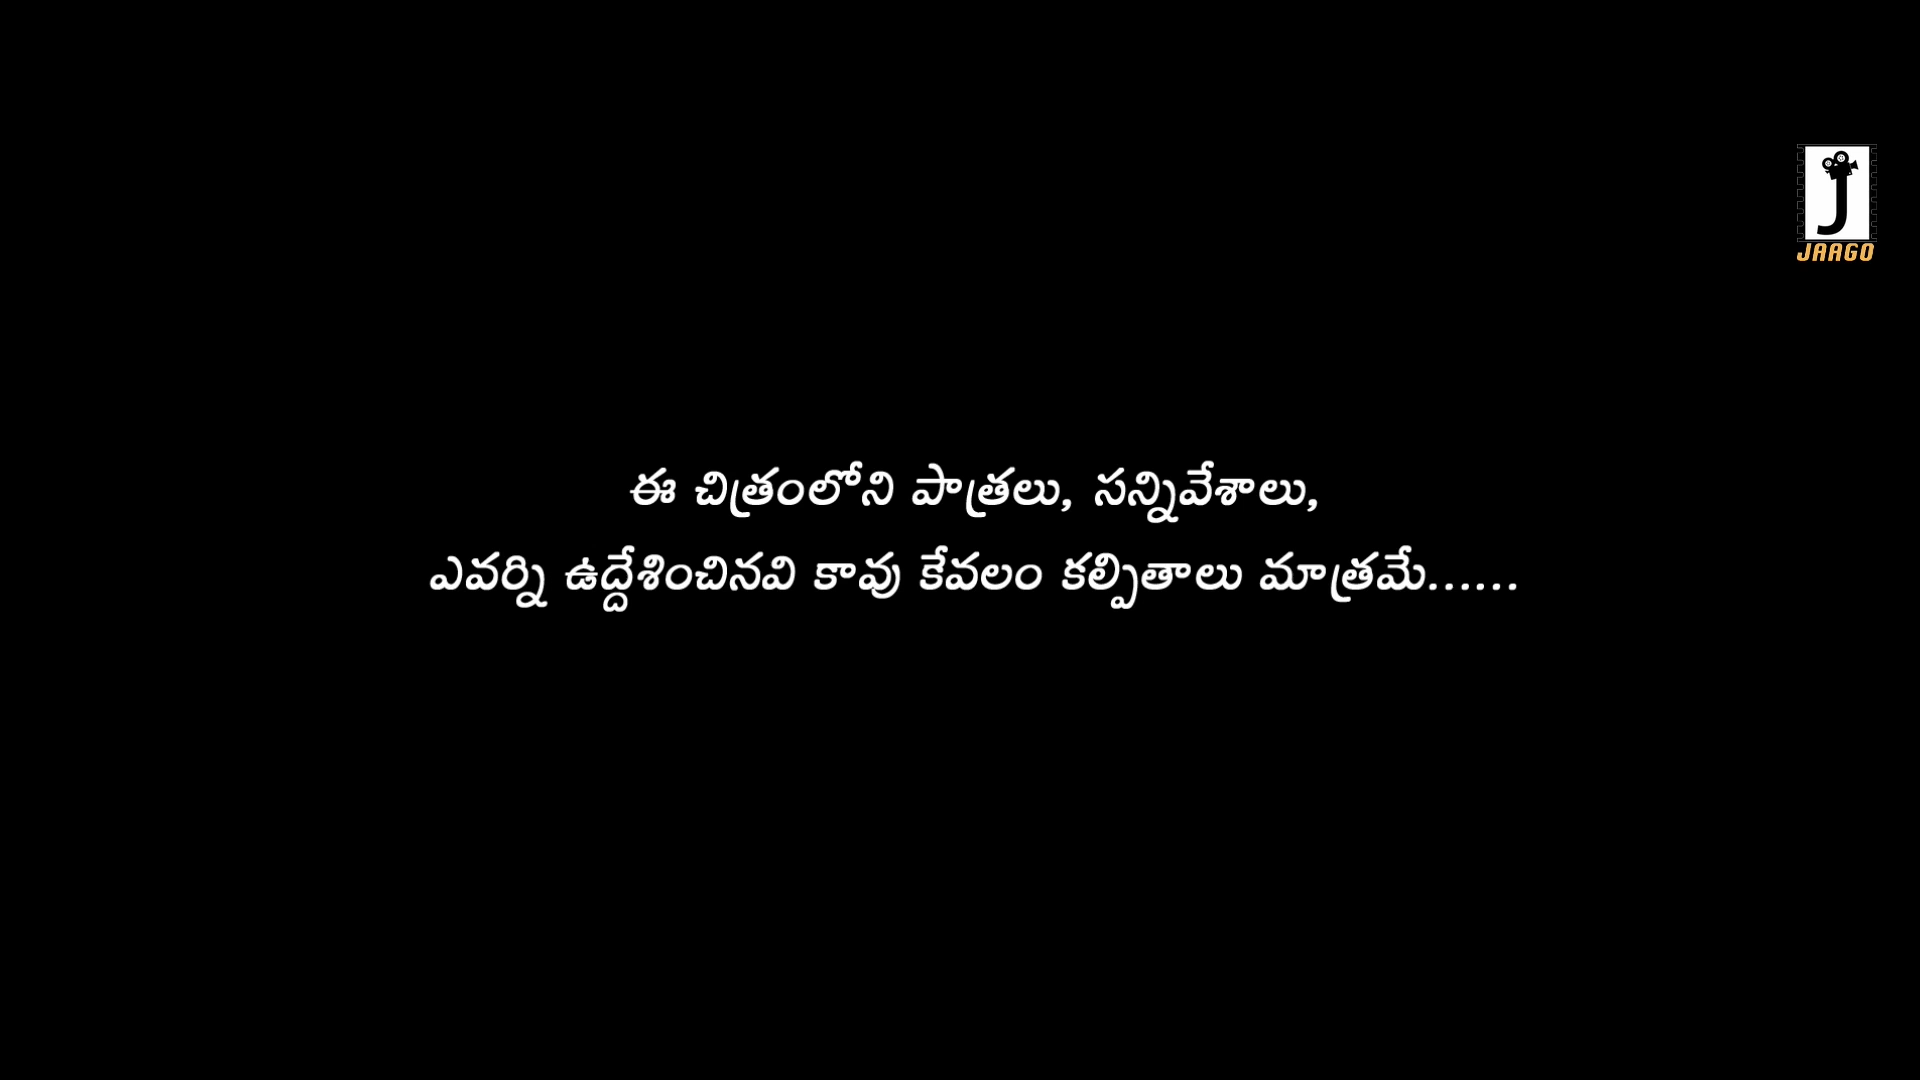 J
JAAGO
ఈ చిత్రంలోని పాత్రలు, సన్నివేశాలు,
ఎవర్ని ఉద్దేశించినవి కావు కేవలం కల్పితాలు మాత్రమే......